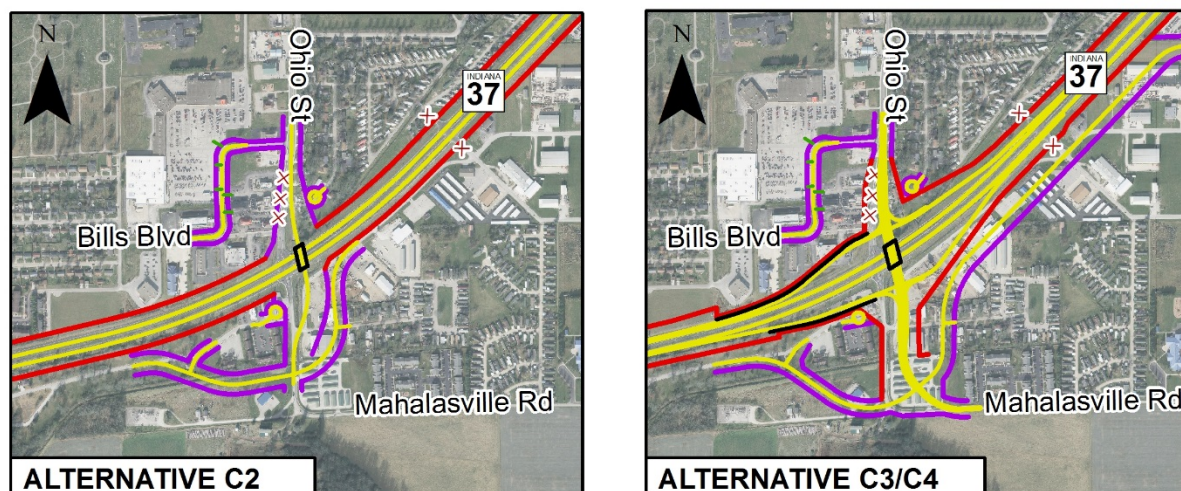 N
Ohio St
INDIANA
37
Bills Blvd
Mahalasville Rd
ALTERNATIVE C2
N
Ohio St
INDIANA
37
Bills Blvd
Mahalasville Rd
ALTERNATIVE C3/C4